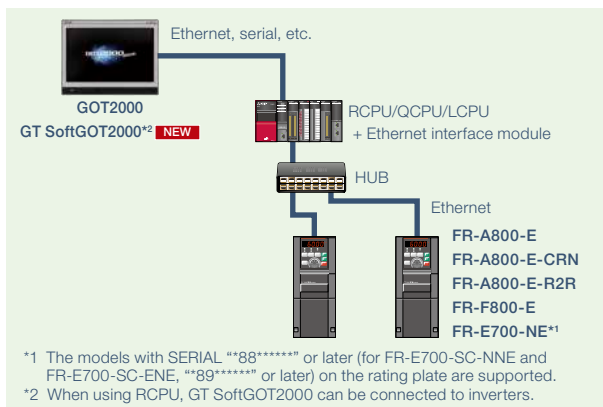 Ethernet, serial, etc.
GOT2000
GT SoftGOT2000*2 NEW
RCPU/QCPU/LCPU
+ Ethernet interface module
HUB
Ethernet
FR-A800-E
FR-A800-E-CRN
FR-A800-E-R2R
FR-F800-E
FR-E700-NE*1
*1 The models with SERIAL “*88******” or later (for FR-E700-SC-NNE and
FR-E700-SC-ENE, “*89******” or later) on the rating plate are supported.
*2 When using RCPU, GT SoftGOT2000 can be connected to inverters.